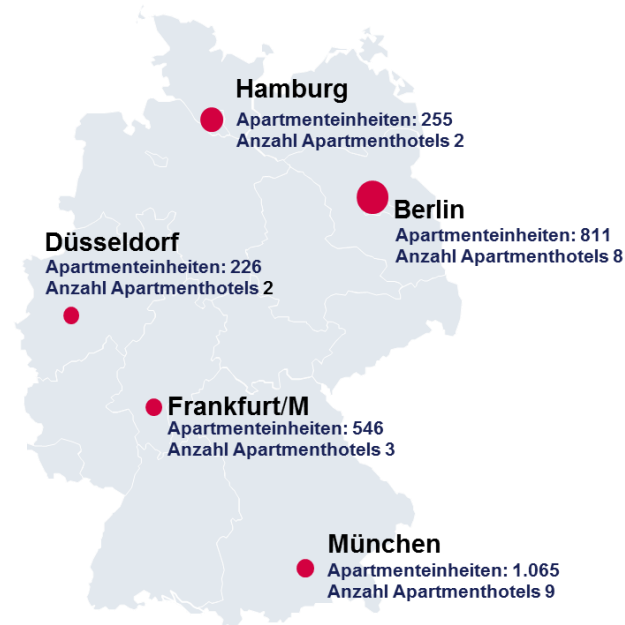 Hamburg
Apartmenteinheiten: 255
Anzahl Apartmenthotels 2
Berlin
Apartmenteinheiten: 811
Anzahl Apartmenthotels 8
Düsseldorf
Apartmenteinheiten: 226
Anzahl Apartmenthotels 2
Frankfurt/M
Apartmenteinheiten: 546
Anzahl Apartmenthotels 3
München
Apartmenteinheiten: 1.065
Anzahl Apartmenthotels 9